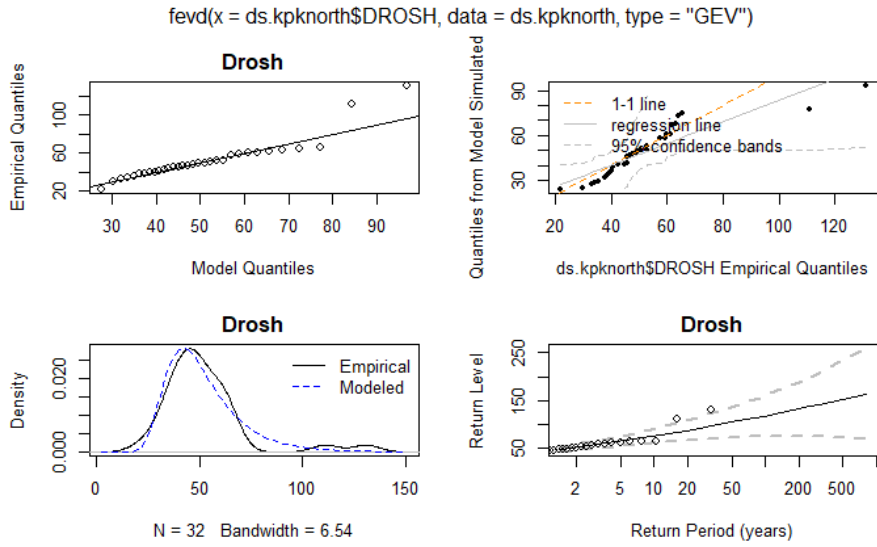 fevd(x = ds.kpknorth$DROSH, data = ds.kpknorth, type = "GEV")
Drosh
Empirical Quantiles
100
60
20
30 40 50 60 70 80 90
Model Quantiles
Quantiles from Model Simulated
90
50
30
1-1 line
regression line
95% confidence bands
20 40 60 80 100 120
ds.kpknorth$DROSH Empirical Quantiles
Drosh
Density
0.020
0.000
Empirical
Modeled
0 50 100 150
N = 32 Bandwidth = 6.54
Drosh
Return Level
250
150
50
2 5 10 20 50 200 500
Return Period (years)